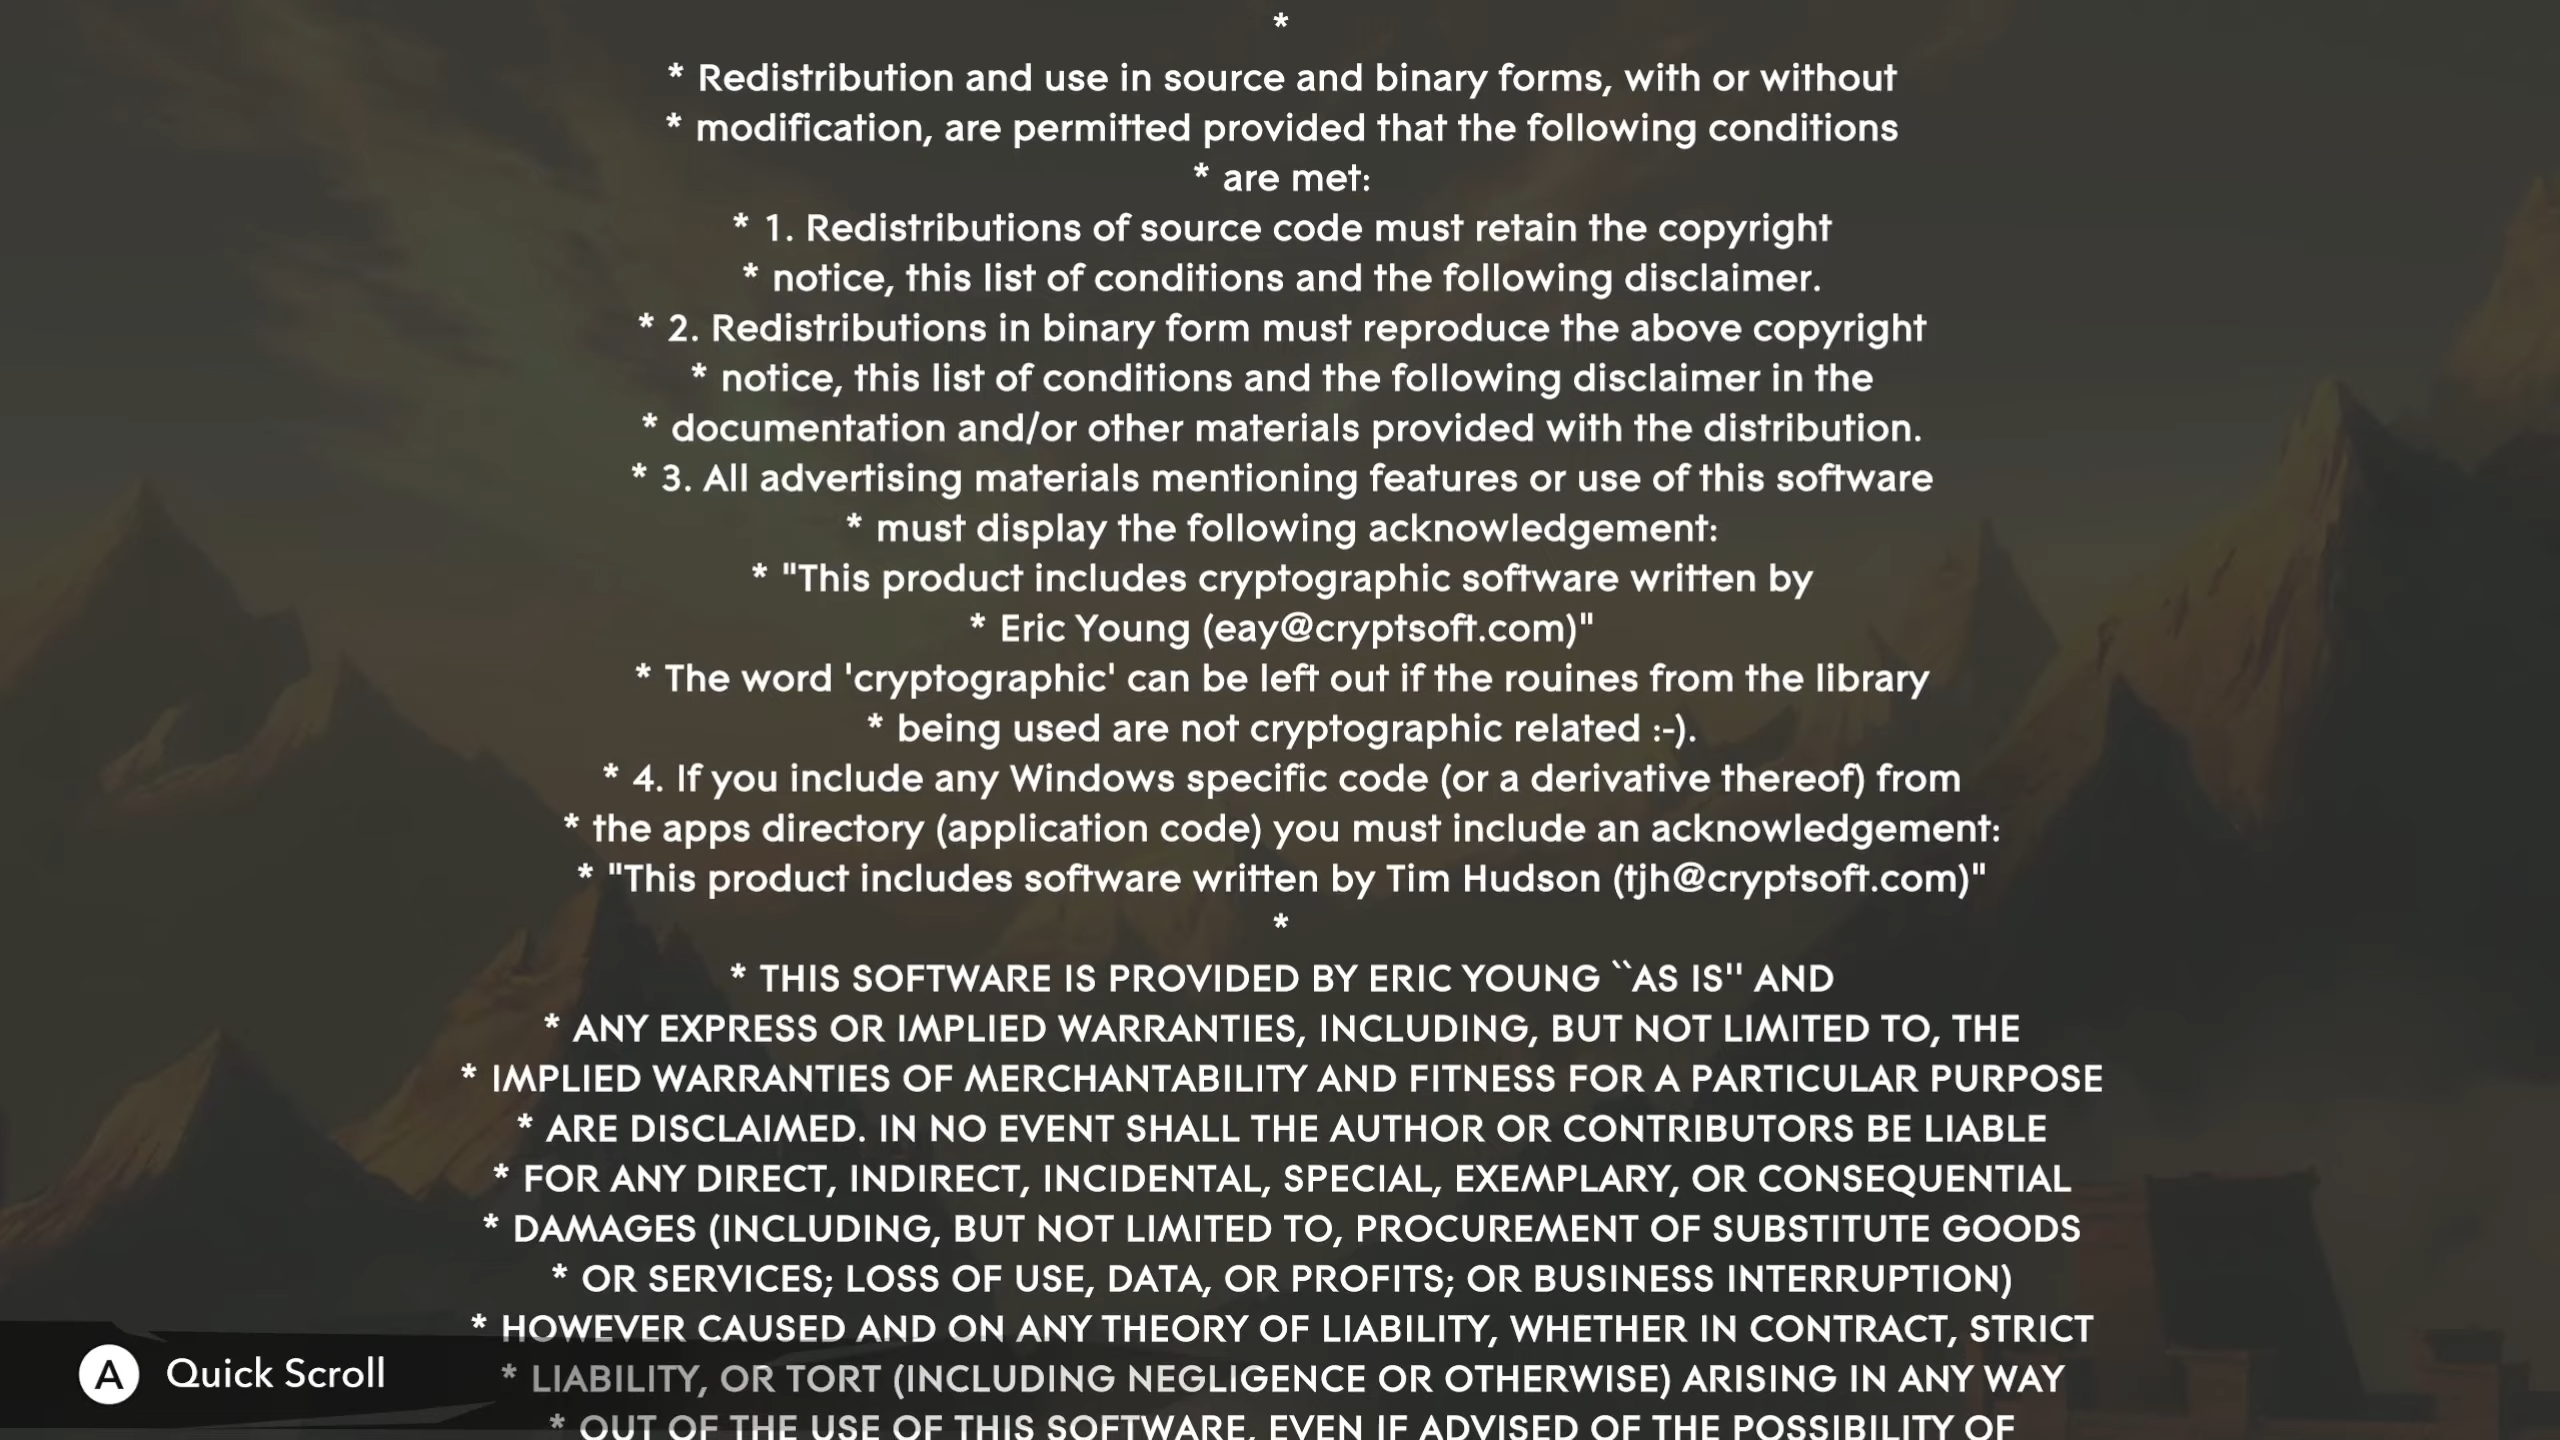 *
* Redistribution and use in source and binary forms, with or without
* modification, are permitted provided that the following conditions
* are met:
* 1. Redistributions of source code must retain the copyright
* notice, this list of conditions and the following disclaimer.
* 2. Redistributions in binary form must reproduce the above copyright
* notice, this list of conditions and the following disclaimer in the
* documentation and/or other materials provided with the distribution.
* 3. All advertising materials mentioning features or use of this software
* must display the following acknowledgement:
* "This product includes cryptographic software written by
* Eric Young (eay@cryptsoft.com)"
* The word 'cryptographic' can be left out if the rouines from the library
* being used are not cryptographic related :-).
* 4. If you include any Windows specific code (or a derivative thereof) from
* the apps directory (application code) you must include an acknowledgement:
* "This product includes software written by Tim Hudson (tjh@cryptsoft.com)"
*
* THIS SOFTWARE IS PROVIDED BY ERIC YOUNG ``AS IS'' AND
* ANY EXPRESS OR IMPLIED WARRANTIES, INCLUDING, BUT NOT LIMITED TO, THE
* IMPLIED WARRANTIES OF MERCHANTABILITY AND FITNESS FOR A PARTICULAR PURPOSE
* ARE DISCLAIMED. IN NO EVENT SHALL THE AUTHOR OR CONTRIBUTORS BE LIABLE
* FOR ANY DIRECT, INDIRECT, INCIDENTAL, SPECIAL, EXEMPLARY, OR CONSEQUENTIAL
* DAMAGES (INCLUDING, BUT NOT LIMITED TO, PROCUREMENT OF SUBSTITUTE GOODS
* OR SERVICES; LOSS OF USE, DATA, OR PROFITS; OR BUSINESS INTERRUPTION)
* HOWEVER CAUSED AND ON ANY THEORY OF LIABILITY, WHETHER IN CONTRACT, STRICT
* LIABILITY, OR TORT (INCLUDING NEGLIGENCE OR OTHERWISE) ARISING IN ANY WAY
* OUT OF THE USE OF THIS SOFTWARE, EVEN IF ADVISED OF THE POSSIBILITY OF
A Quick Scroll